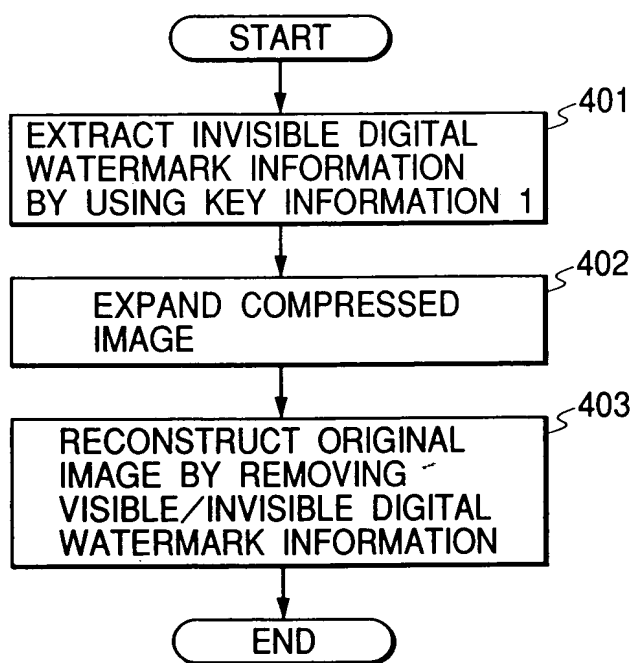 START
401
EXTRACT INVISIBLE DIGITAL
WATERMARK INFORMATION
BY USING KEY INFORMATION 1
402
EXPAND COMPRESSED
IMAGE
403
RECONSTRUCT ORIGINAL
IMAGE BY REMOVING
VISIBLE/INVISIBLE DIGITAL
WATERMARK INFORMATION
END